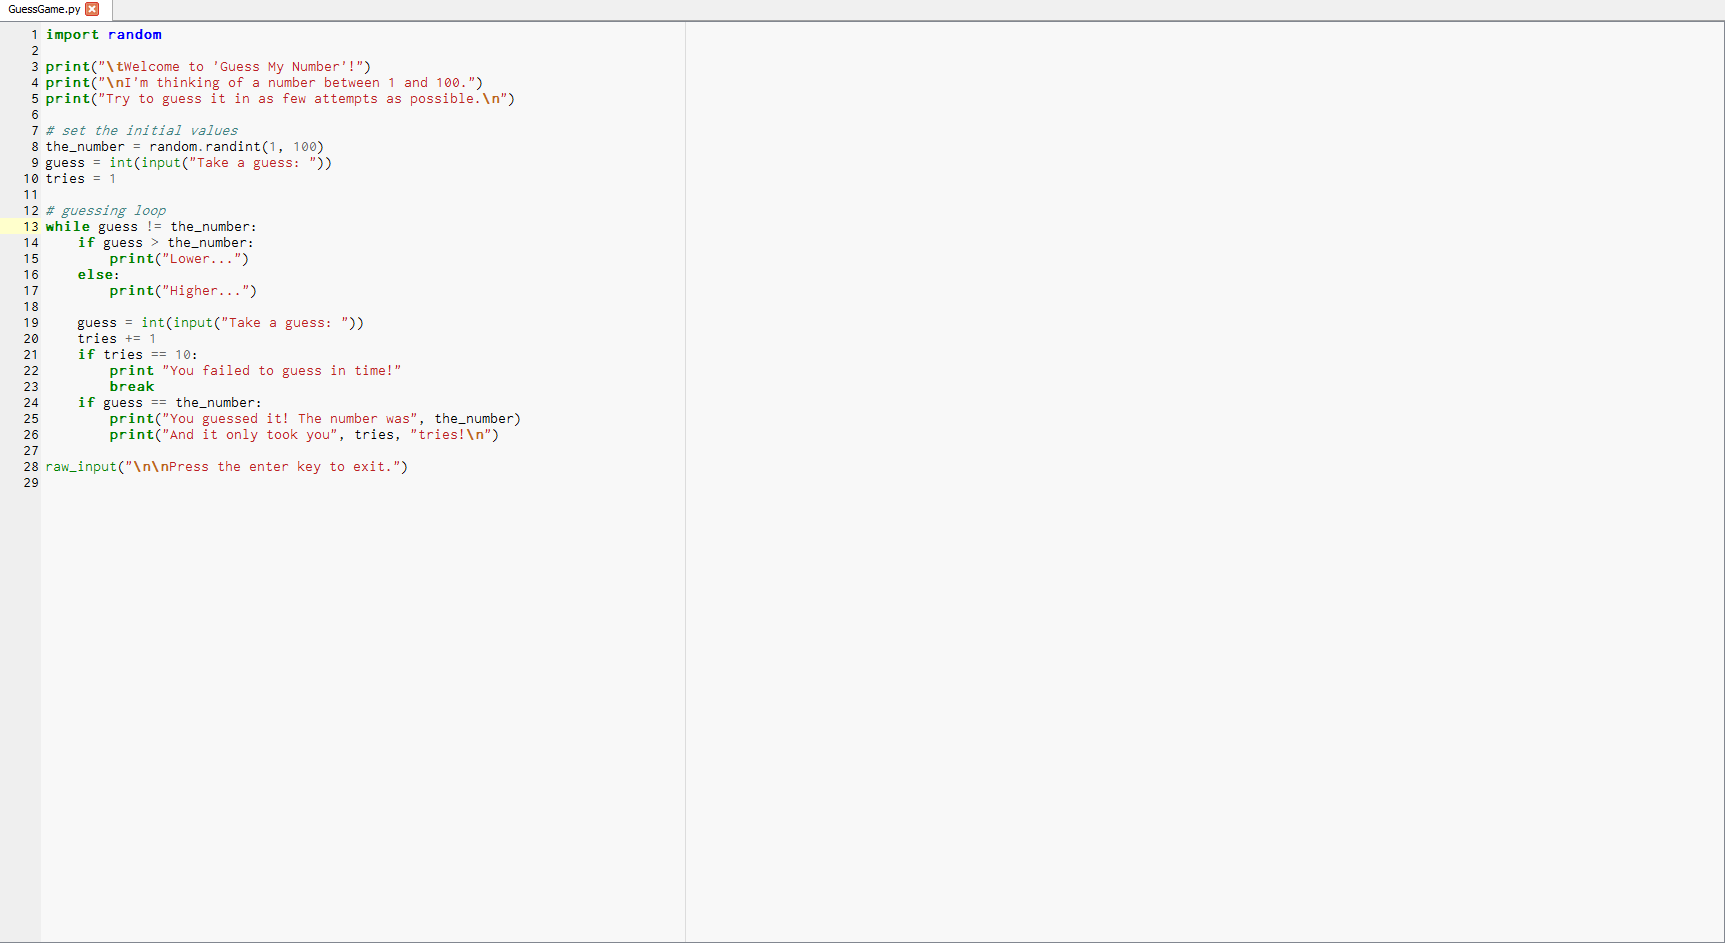 GuessGame.py
1 import random
2
3 print("\tWelcome to 'Guess My Number'!")
4 print("\nI'm thinking of a number between 1 and 100.")
5 print("Try to guess it in as few attempts as possible.\n")
6
7 # set the initial values
8 the_number = random.randint(1, 100)
9 guess = int(input("Take a guess: "))
10 tries = 1
11
12 # guessing loop
13 while guess != the_number:
14     if guess > the_number:
15         print("Lower...")
16     else:
17         print("Higher...")
18
19     guess = int(input("Take a guess: "))
20     tries += 1
21     if tries == 10:
22         print "You failed to guess in time!"
23         break
24     if guess == the_number:
25         print("You guessed it! The number was", the_number)
26         print("And it only took you", tries, "tries!\n")
27
28 raw_input("\n\nPress the enter key to exit.")
29